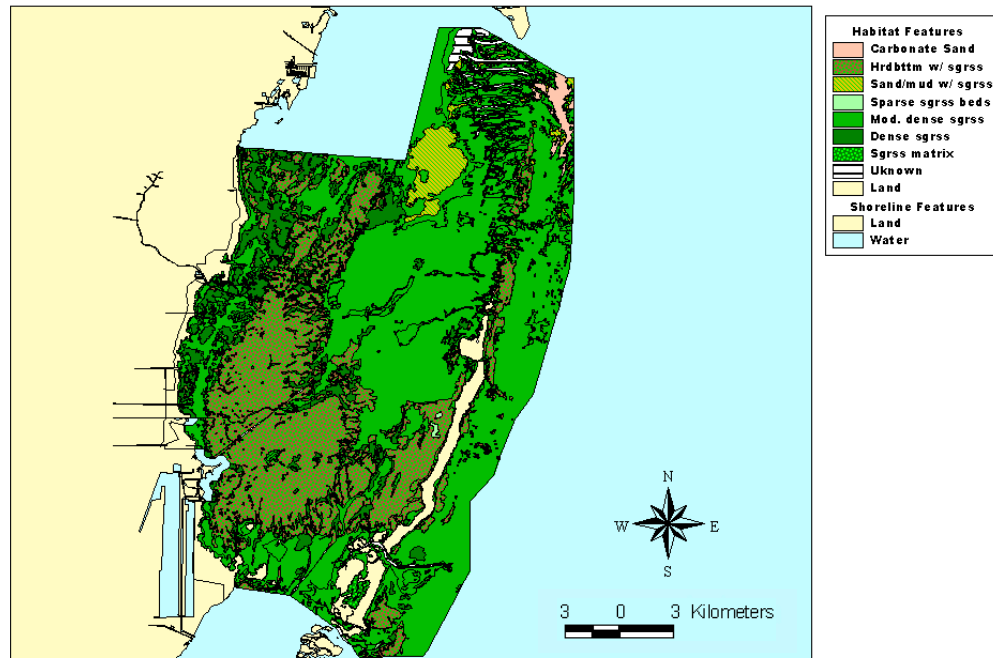 Habitat Features
Carbonate Sand
Hrdbttm w/ sgrss
Sand/mud w/ sgrss
Sparse sgrss beds
Mod. dense sgrss
Dense sgrss
Sgrss matrix
Uknown
Land
Shoreline Features
Land
Water
N
W E
S
3 0 3 Kilometers